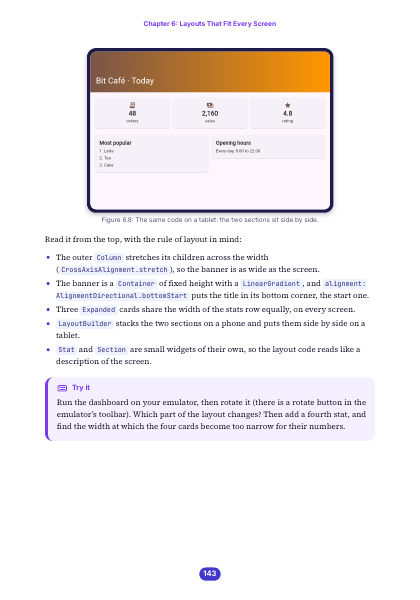 Chapter 6: Layouts That Fit Every Screen
Bit Café · Today
48
orders
2,160
sales
4.8
rating
Most popular
1. Latte
2. Tea
3. Cake
Opening hours
Every day 8:00 to 22:00
Figure 6.8: The same code on a tablet: the two sections sit side by side.
Read it from the top, with the rule of layout in mind:
• The outer Column stretches its children across the width
(CrossAxisAlignment.stretch), so the banner is as wide as the screen.
• The banner is a Container of fixed height with a LinearGradient, and alignment:
AlignmentDirectional.bottomStart puts the title in its bottom corner, the start one.
• Three Expanded cards share the width of the stats row equally, on every screen.
• LayoutBuilder stacks the two sections on a phone and puts them side by side on a
tablet.
• Stat and Section are small widgets of their own, so the layout code reads like a
description of the screen.
Try it
Run the dashboard on your emulator, then rotate it (there is a rotate button in the
emulator's toolbar). Which part of the layout changes? Then add a fourth stat, and
find the width at which the four cards become too narrow for their numbers.
143